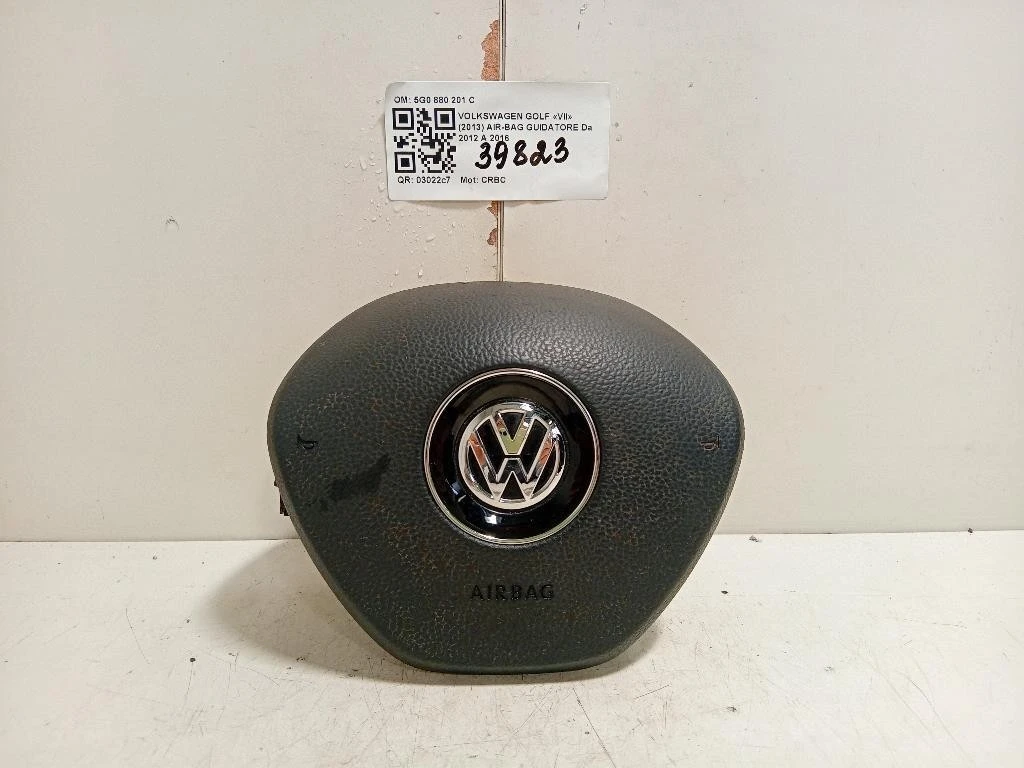 OM: 5G0 880 201 C
VOLKSWAGEN GOLF «VII»
(2013) AIR-BAG GUIDATORE Da
2012 A 2016
39823
QR: 03022c7 Mot: CRBC
VW
AIRBAG